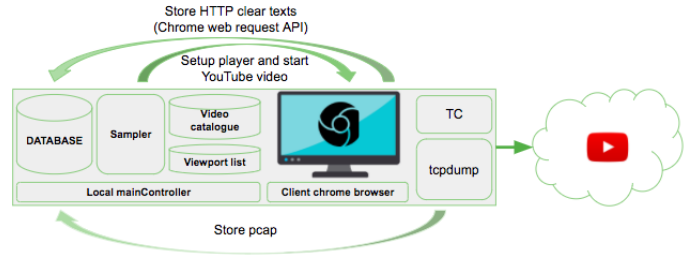 Store HTTP clear texts
(Chrome web request API)
Setup player and start
YouTube video
DATABASE
Sampler
Video
catalogue
Viewport list
TC
tcpdump
Local mainController
Client chrome browser
Store pcap